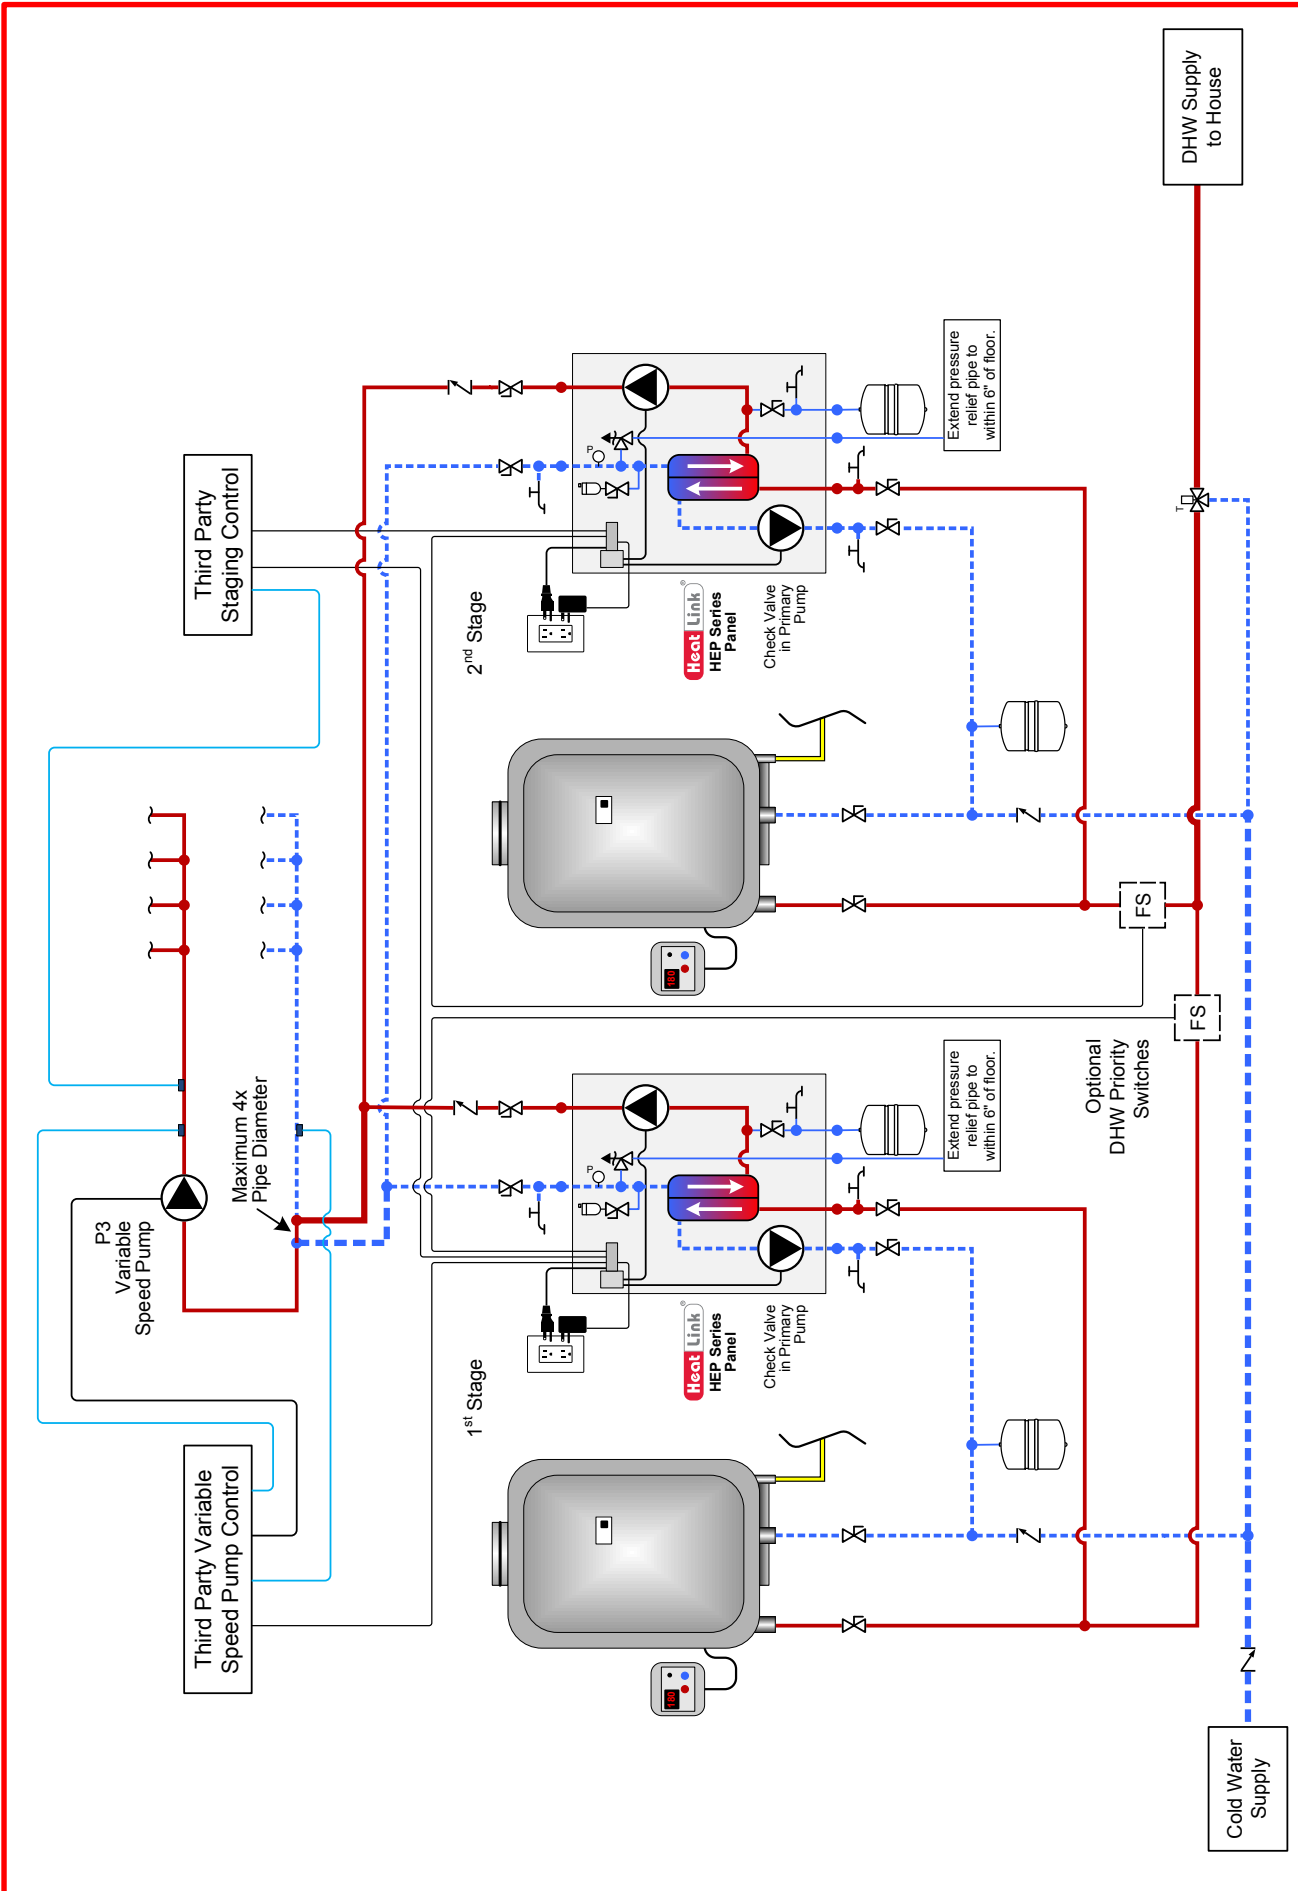 Third Party Variable
Speed Pump Control
P3
Variable
Speed Pump
Maximum 4x
Pipe Diameter
Third Party
Staging Control
1st Stage
180
Heat Link®
HEP Series
Panel
Check Valve
in Primary
Pump
P
Extend pressure
relief pipe to
within 6" of floor.
2nd Stage
180
Heat Link®
HEP Series
Panel
Check Valve
in Primary
Pump
P
Extend pressure
relief pipe to
within 6" of floor.
Optional
DHW Priority
Switches
FS
FS
T
Cold Water
Supply
DHW Supply
to House